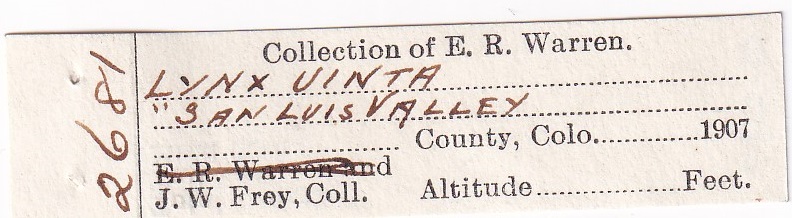 2681
Collection of E. R. Warren.
LYNX UINTA
"SAN LUIS VALLEY
County, Colo. 1907
E. R. Warren and
J. W. Frey, Coll. Altitude Feet.